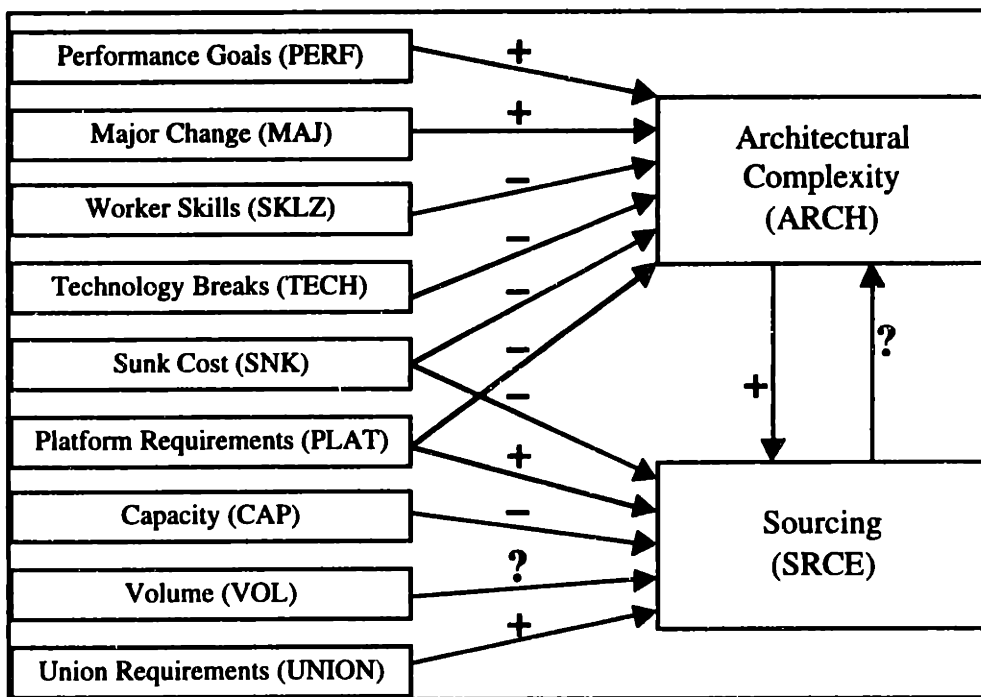 Performance Goals (PERF)
+
Major Change (MAJ)
+
Architectural
Complexity
(ARCH)
Worker Skills (SKLZ)
−
Technology Breaks (TECH)
−
−
Sunk Cost (SNK)
−
−
+
?
Platform Requirements (PLAT)
+
Capacity (CAP)
−
Sourcing
(SRCE)
Volume (VOL)
?
Union Requirements (UNION)
+